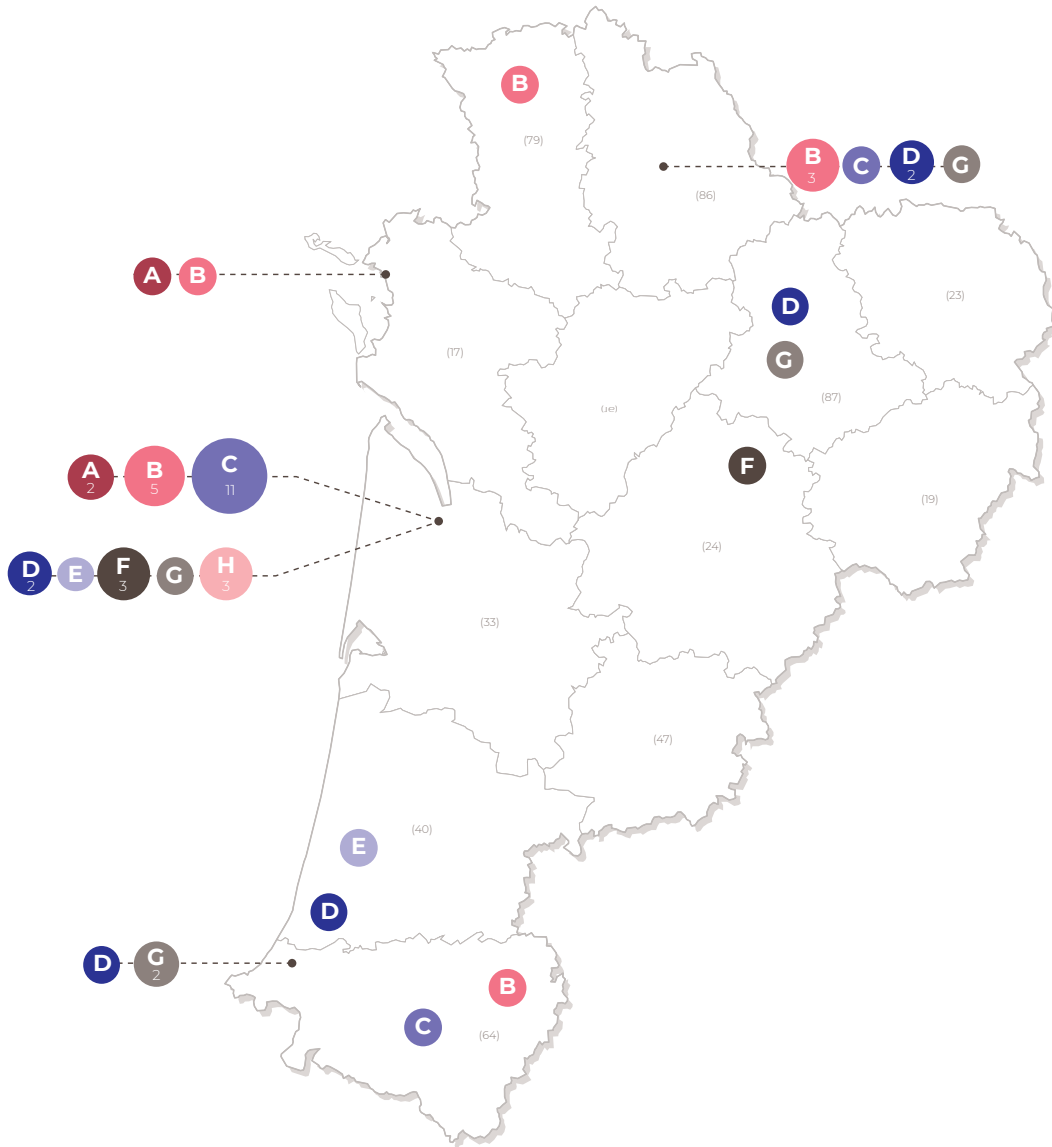 B
(79)
B C D G
3 2
(86)
A B
D
(23)
(17)
G
(87)
A B C
2 5 11
F
(19)
(24)
D E F G H
2 3 3
(33)
(47)
(40)
E
D
D G
2
B
C
(64)